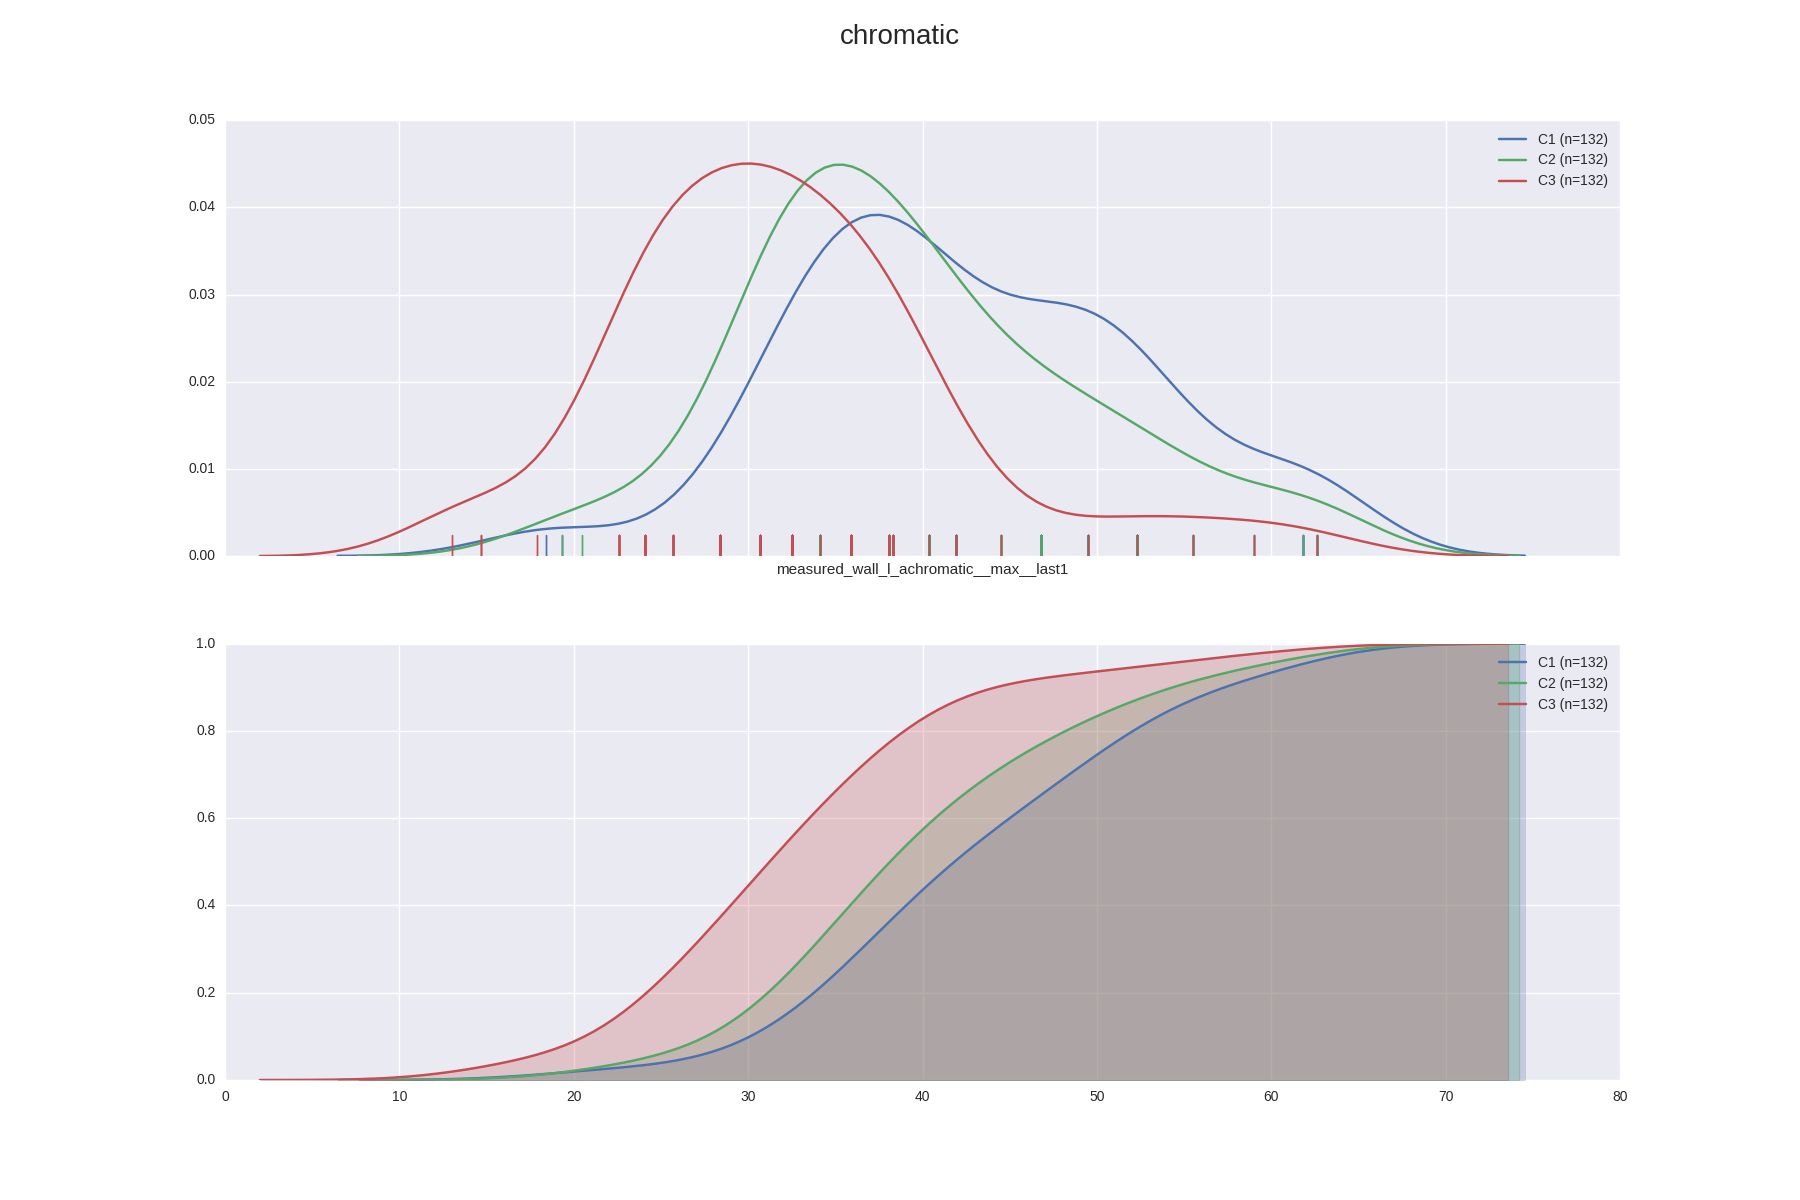 chromatic
0.05
0.04
0.03
0.02
0.01
0.00
C1 (n=132)
C2 (n=132)
C3 (n=132)
measured_wall_l_achromatic__max__last1
1.0
0.8
0.6
0.4
0.2
0.0
C1 (n=132)
C2 (n=132)
C3 (n=132)
0 10 20 30 40 50 60 70 80